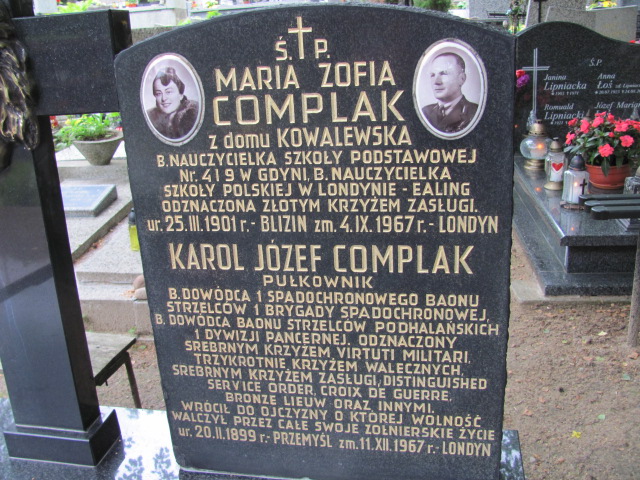 Ś. P.
MARIA ZOFIA
COMPLAK
z domu KOWALEWSKA
B. NAUCZYCIELKA SZKOŁY PODSTAWOWEJ
Nr. 4 I 9 W GDYNI, B. NAUCZYCIELKA
SZKOŁY POLSKIEJ W LONDYNIE - EALING
ODZNACZONA ZŁOTYM KRZYŻEM ZASŁUGI.
ur. 25.III.1901 r. - BLIZIN zm. 4.IX.1967 r. - LONDYN
KAROL JÓZEF COMPLAK
PUŁKOWNIK
B. DOWÓDCA 1 SPADOCHRONOWEGO BAONU
STRZELCÓW 1 BRYGADY SPADOCHRONOWEJ,
B. DOWÓDCA BAONU STRZELCÓW PODHALAŃSKICH
1 DYWIZJI PANCERNEJ. ODZNACZONY
SREBRNYM KRZYŻEM VIRTUTI MILITARI,
TRZYKROTNIE KRZYŻEM WALECZNYCH,
SREBRNYM KRZYŻEM ZASŁUGI, DISTINGUISHED
SERVICE ORDER, CROIX DE GUERRE,
BRONZE LIEUW ORAZ INNYMI.
WRÓCIŁ DO OJCZYZNY O KTÓREJ WOLNOŚĆ
WALCZYŁ PRZEZ CAŁE SWOJE ŻOŁNIERSKIE ŻYCIE
ur. 20.II.1899 r. - PRZEMYŚL zm. 11.XII.1967 r. - LONDYN
Ś.P.
Janina
Lipniacka
Anna
Łoś
Romuald
Lipniacki
Józef